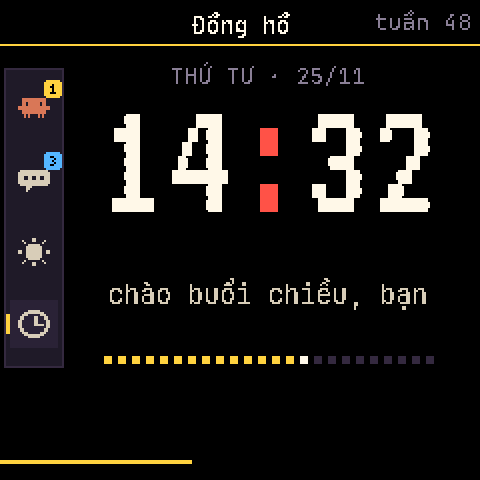 Đồng hồ
tuần 48
THỨ TƯ · 25/11
1
14:32
3
chào buổi chiều, bạn